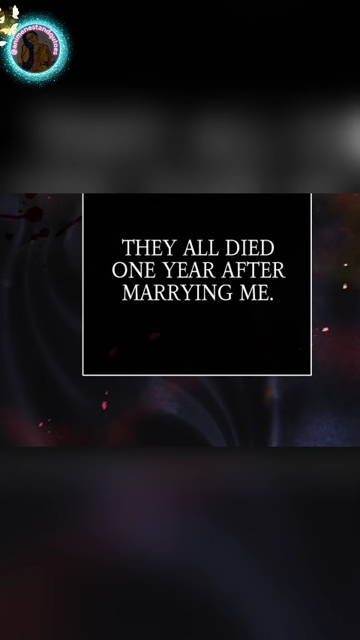 THEY ALL DIED
ONE YEAR AFTER
MARRYING ME.